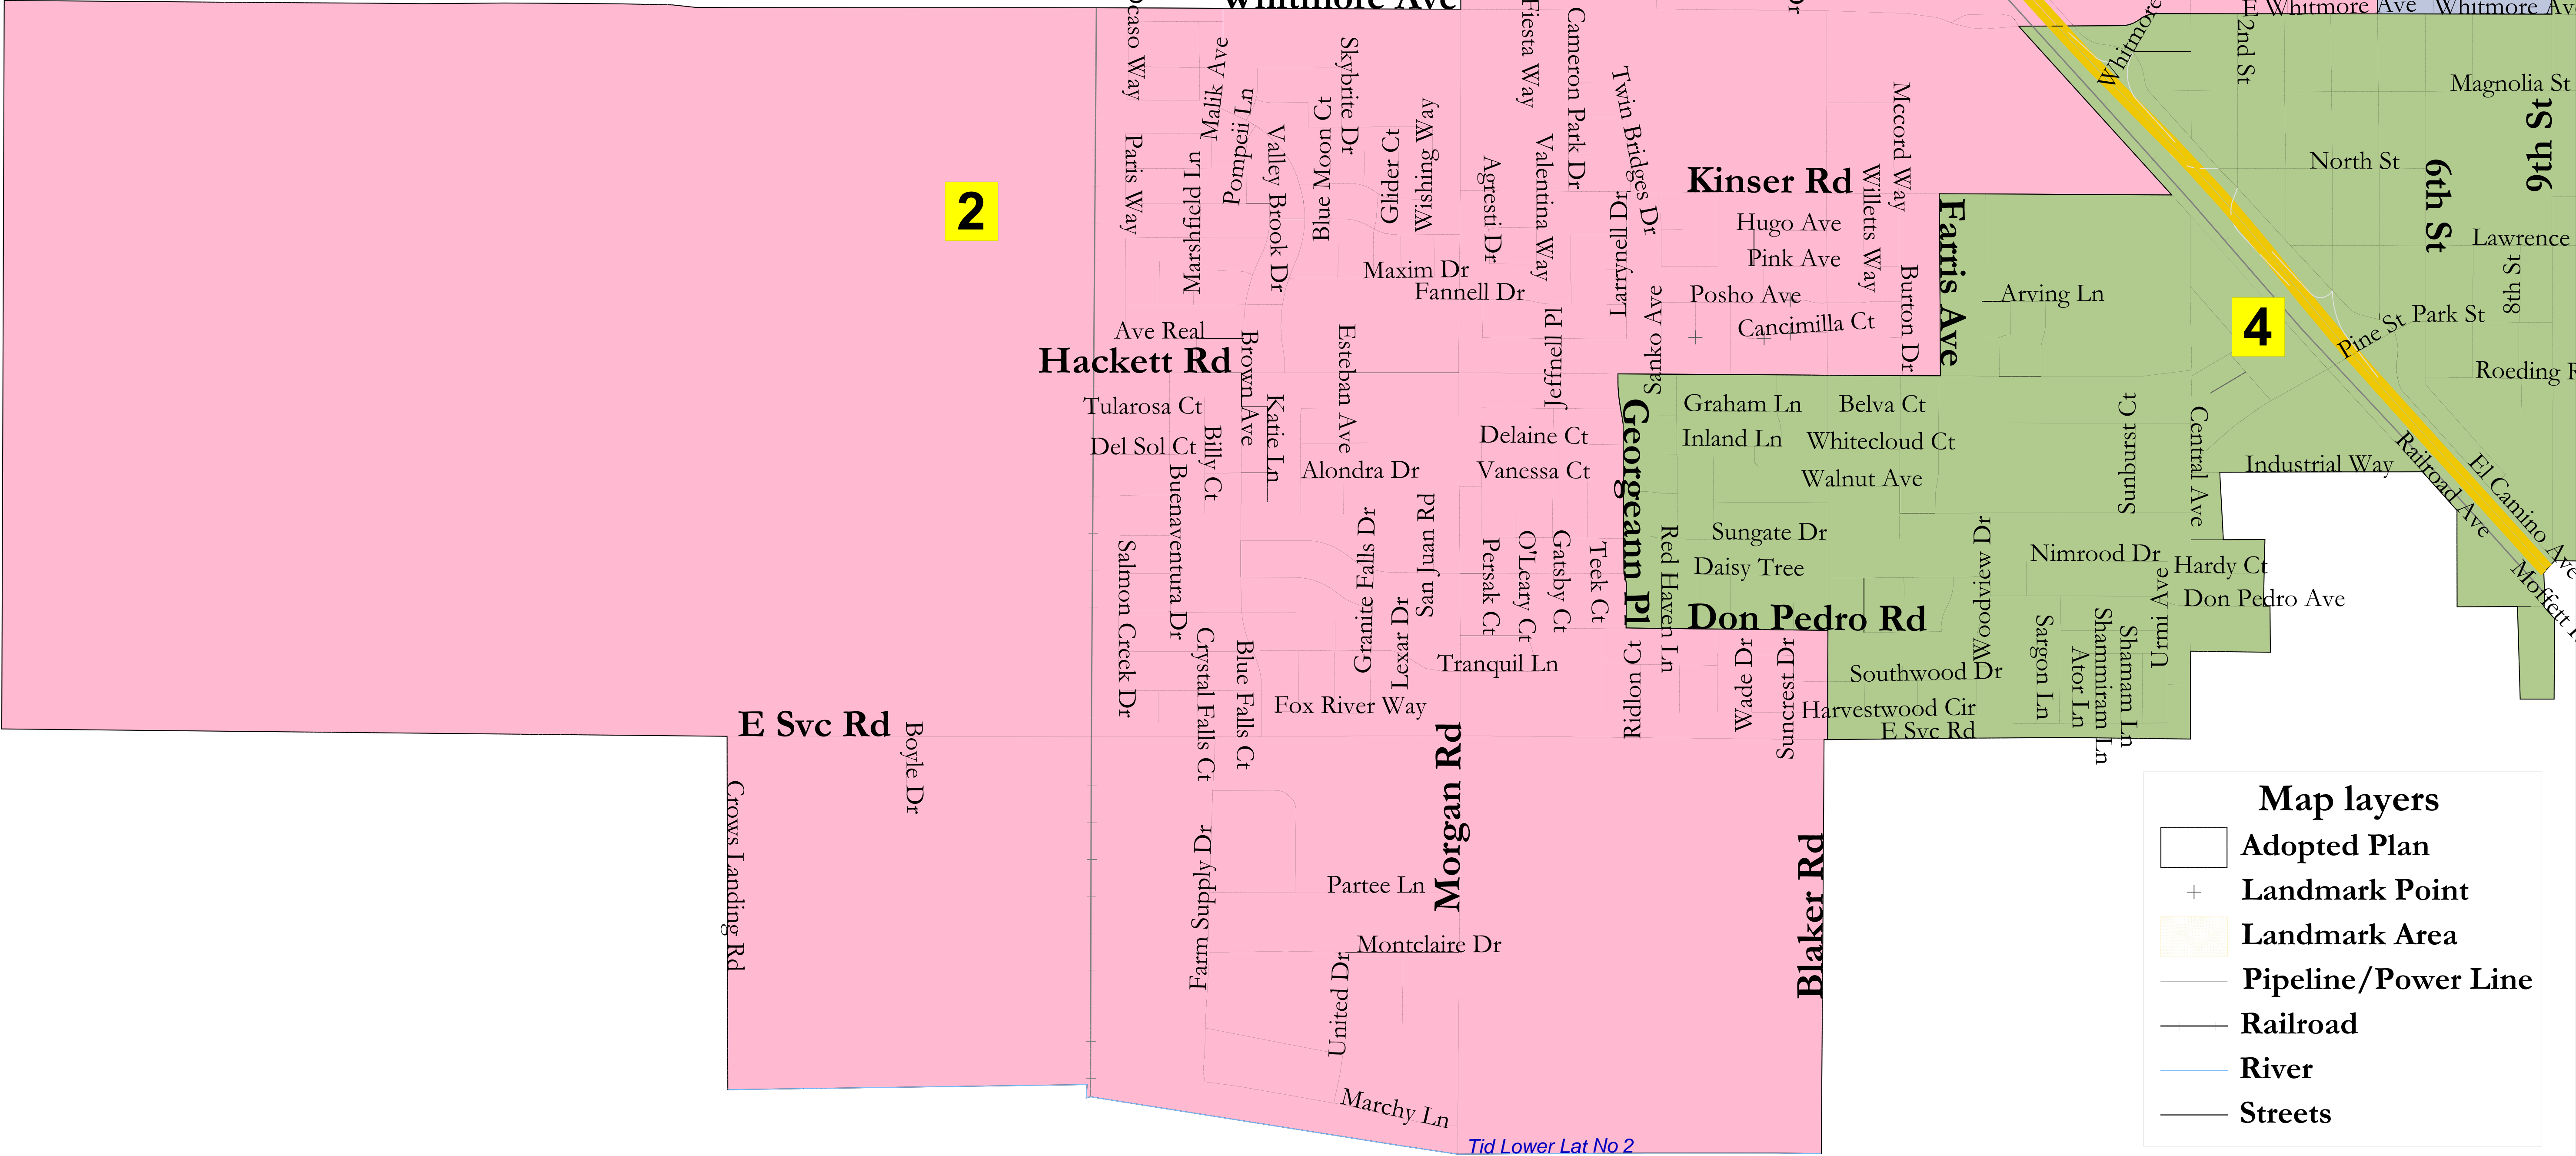 Whitmore Ave
Dr
E Whitmore Ave
Whitmore Av
Ocaso Way
Malik Ave
Skybrite Dr
Fiesta Way
Cameron Park Dr
Twin Bridges Dr
Mccord Way
Whitmore
2nd St
Magnolia St
9th St
Paris Way
Marshfield Ln
Pompeii Ln
Valley Brook Dr
Blue Moon Ct
Glider Ct
Wishing Way
Agresti Dr
Valentina Way
Larrynell Dr
Kinser Rd
Willetts Way
North St
6th St
2
Hugo Ave
Farris Ave
Lawrence
Pink Ave
Maxim Dr
Fannell Dr
Posho Ave
Burton Dr
Arving Ln
8th St
Park St
4
Pine St
Cancimilla Ct
Ave Real
Hackett Rd
Brown Ave
Esteban Ave
Jeffnell Pl
Sanko Ave
Roeding R
Tularosa Ct
Katie Ln
Georgeann Pl
Graham Ln
Belva Ct
Sunburst Ct
Central Ave
Del Sol Ct
Billy Ct
Delaine Ct
Inland Ln
Whitecloud Ct
Alondra Dr
Vanessa Ct
Walnut Ave
Industrial Way
Railroad Ave
El Camino Ave
Buenaventura Dr
Salmon Creek Dr
Granite Falls Dr
San Juan Rd
Persak Ct
O'Leary Ct
Gatsby Ct
Teek Ct
Red Haven Ln
Sungate Dr
Daisy Tree
Woodview Dr
Nimrood Dr
Hardy Ct
Moffett
Don Pedro Rd
Urmi Ave
Don Pedro Ave
Crystal Falls Ct
Blue Falls Ct
Lexar Dr
Tranquil Ln
Ridlon Ct
Wade Dr
Suncrest Dr
Southwood Dr
Sargon Ln
Ator Ln
Shammiram Ln
Shamam Ln
Fox River Way
Harvestwood Cir
E Svc Rd
E Svc Rd
Boyle Dr
Crows Landing Rd
Morgan Rd
Farm Supply Dr
Blaker Rd
Partee Ln
Montclaire Dr
United Dr
Marchy Ln
Tid Lower Lat No 2
Map layers
Adopted Plan
Landmark Point
Landmark Area
Pipeline/Power Line
Railroad
River
Streets